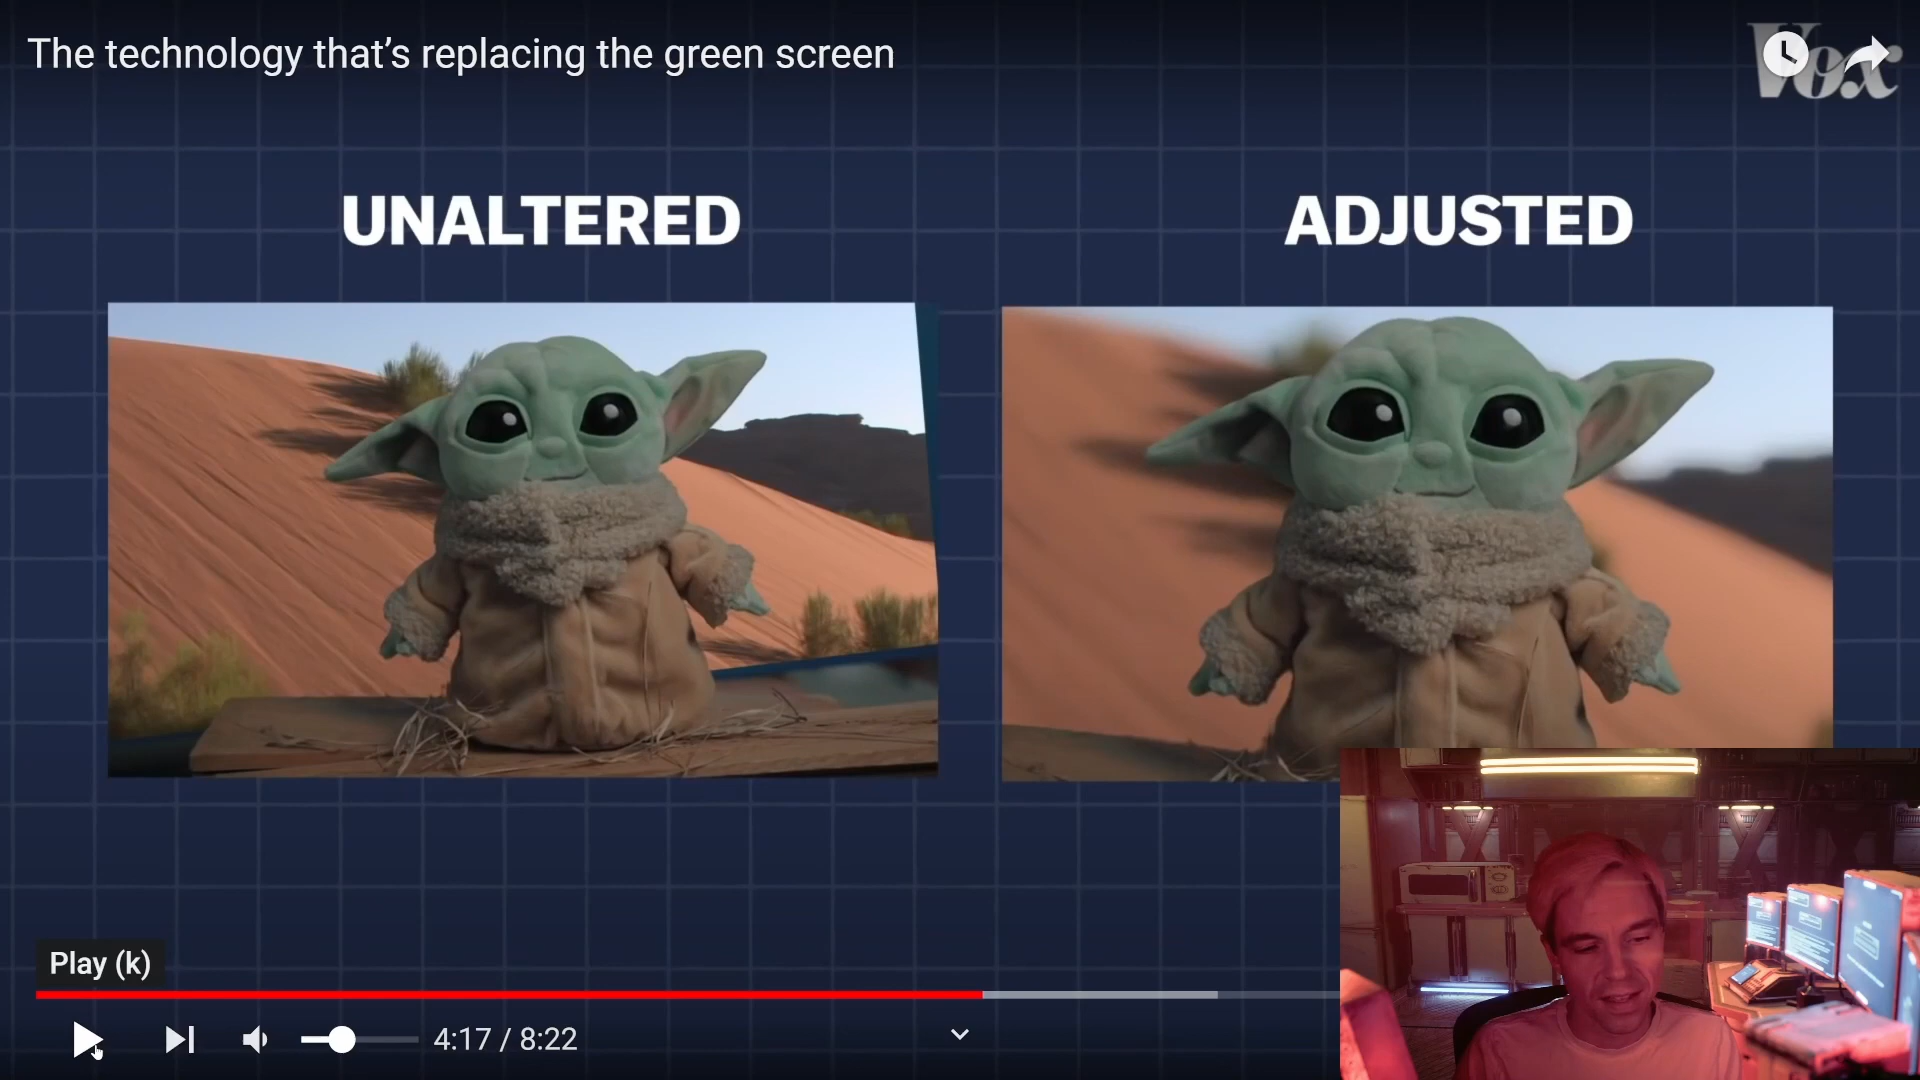 The technology that’s replacing the green screen
Vox
UNALTERED
ADJUSTED
Play (k)
4:17 / 8:22